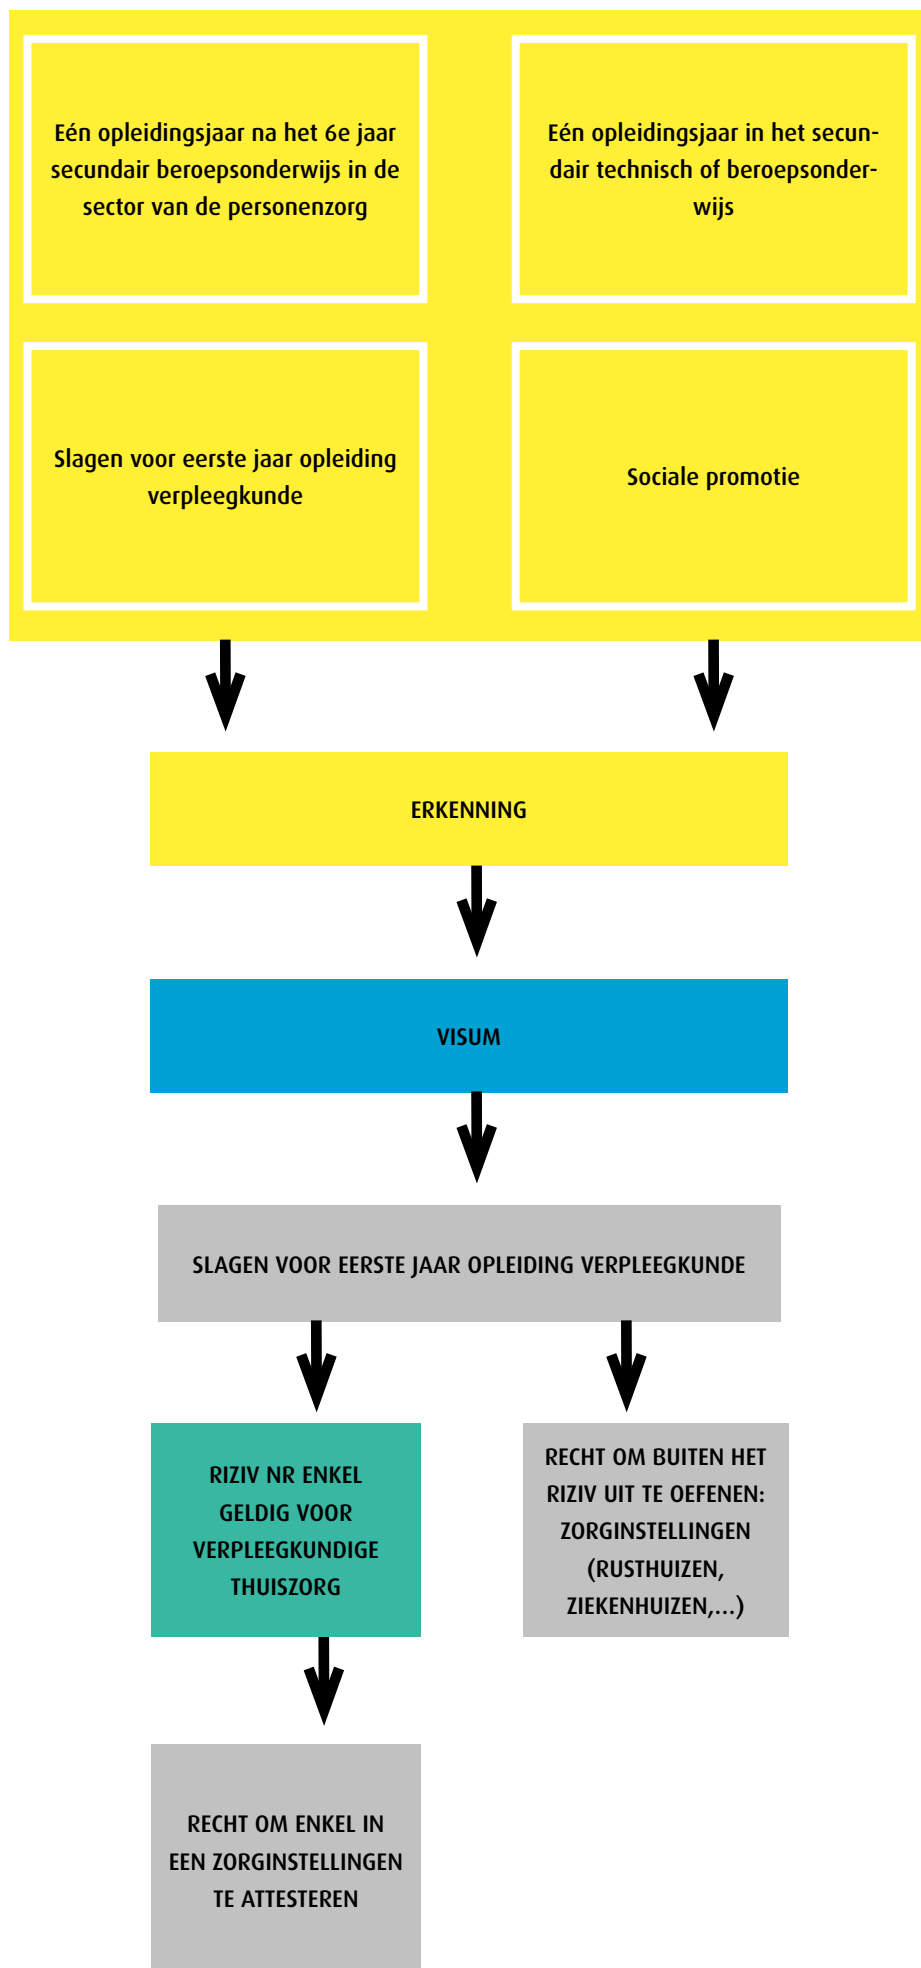 Eén opleidingsjaar na het 6e jaar
secundair beroepsonderwijs in de
sector van de personenzorg
Eén opleidingsjaar in het secun-
dair technisch of beroepsonder-
wijs
Slagen voor eerste jaar opleiding
verpleegkunde
Sociale promotie
ERKENNING
VISUM
SLAGEN VOOR EERSTE JAAR OPLEIDING VERPLEEGKUNDE
RIZIV NR ENKEL
GELDIG VOOR
VERPLEEGKUNDIGE
THUISZORG
RECHT OM BUITEN HET
RIZIV UIT TE OEFENEN:
ZORGINSTELLINGEN
(RUSTHUIZEN,
ZIEKENHUIZEN,...)
RECHT OM ENKEL IN
EEN ZORGINSTELLINGEN
TE ATTESTEREN